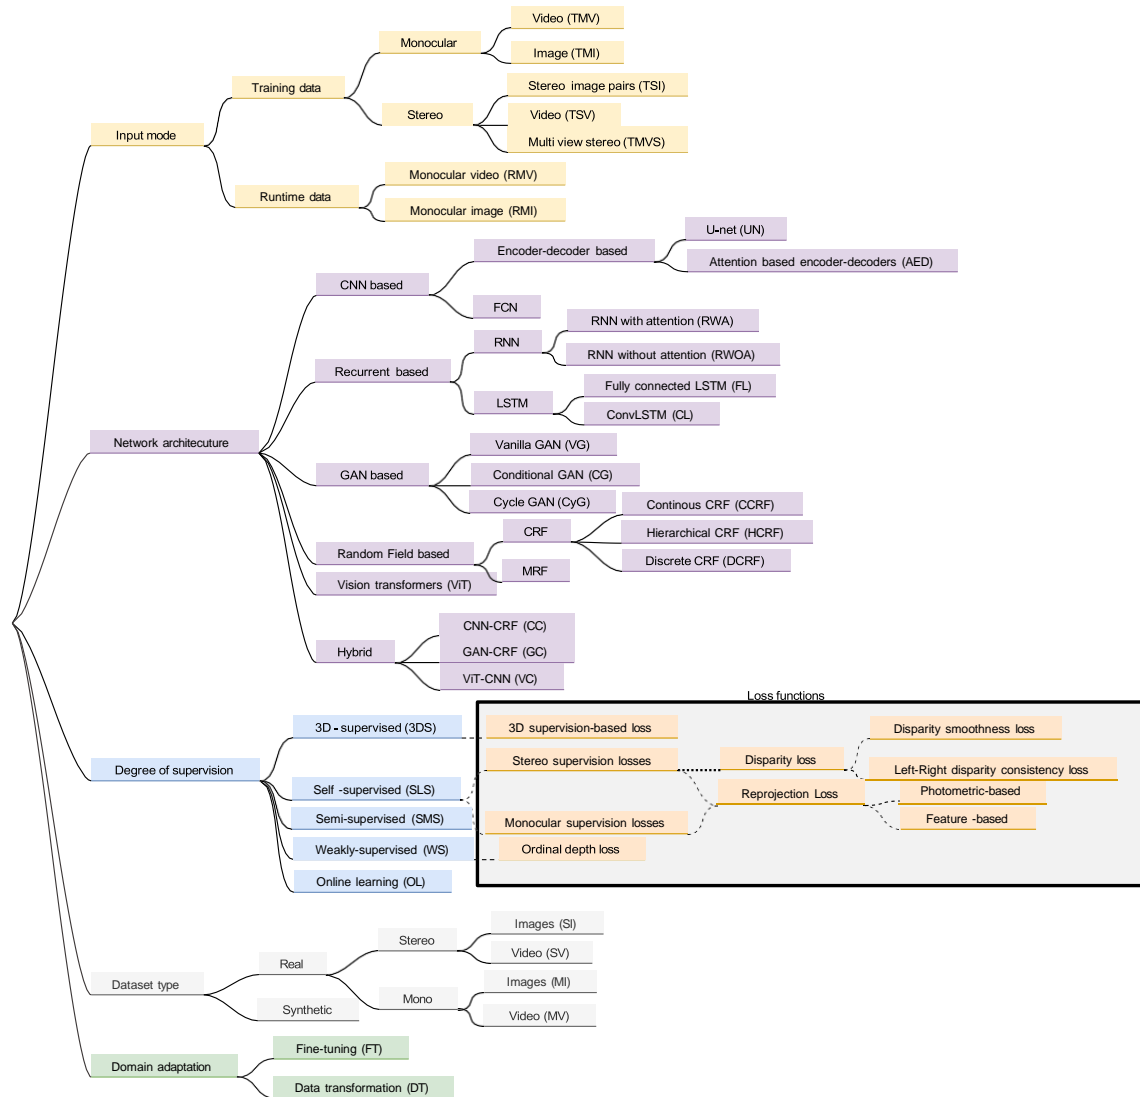 Video (TMV)
Monocular
Image (TMI)
Training data
Stereo image pairs (TSI)
Stereo
Video (TSV)
Input mode
Multi view stereo (TMVS)
Monocular video (RMV)
Runtime data
Monocular image (RMI)
U-net (UN)
Encoder-decoder based
Attention based encoder-decoders (AED)
CNN based
FCN
RNN with attention (RWA)
RNN
RNN without attention (RWOA)
Recurrent based
Fully connected LSTM (FL)
LSTM
ConvLSTM (CL)
Network architecuture
Vanilla GAN (VG)
GAN based
Conditional GAN (CG)
Cycle GAN (CyG)
Continous CRF (CCRF)
CRF
Hierarchical CRF (HCRF)
Random Field based
Discrete CRF (DCRF)
MRF
Vision transformers (ViT)
CNN-CRF (CC)
Hybrid
GAN-CRF (GC)
ViT-CNN (VC)
Loss functions
3D - supervised (3DS)
3D supervision-based loss
Disparity smoothness loss
Stereo supervision losses
Disparity loss
Degree of supervision
Left-Right disparity consistency loss
Self -supervised (SLS)
Reprojection Loss
Photometric-based
Semi-supervised (SMS)
Monocular supervision losses
Feature -based
Weakly-supervised (WS)
Ordinal depth loss
Online learning (OL)
Images (SI)
Stereo
Video (SV)
Real
Dataset type
Images (MI)
Mono
Synthetic
Video (MV)
Fine-tuning (FT)
Domain adaptation
Data transformation (DT)